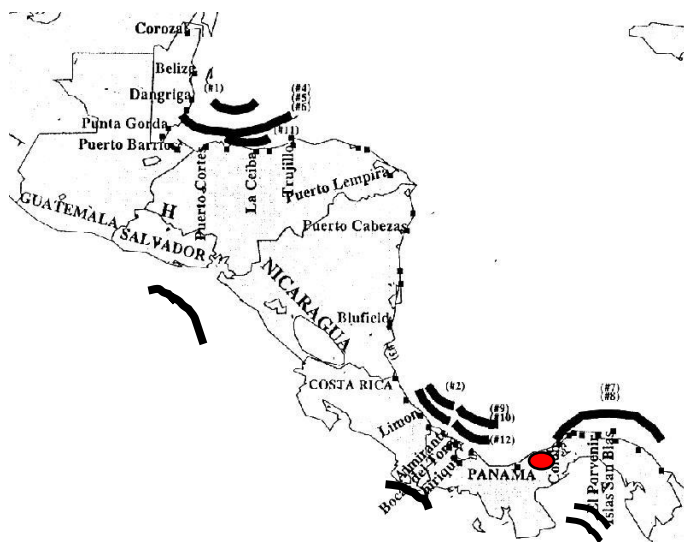 Corozal
Belize
(#1)
(#4)
(#5)
(#6)
Dangriga
Punta Gorda
(#11)
Puerto Barrio
Puerto Cortes
La Ceiba
Trujillo
Puerto Lempira
GUATEMALA
H
SALVADOR
Puerto Cabezas
NICARAGUA
Blufield
(#3)
COSTA RICA
(#2)
(#7)
(#8)
(#9)
(#10)
Limon
(#12)
Almirante
Bocas del Toro
PANAMA
El Porvenir
Islas San Blas